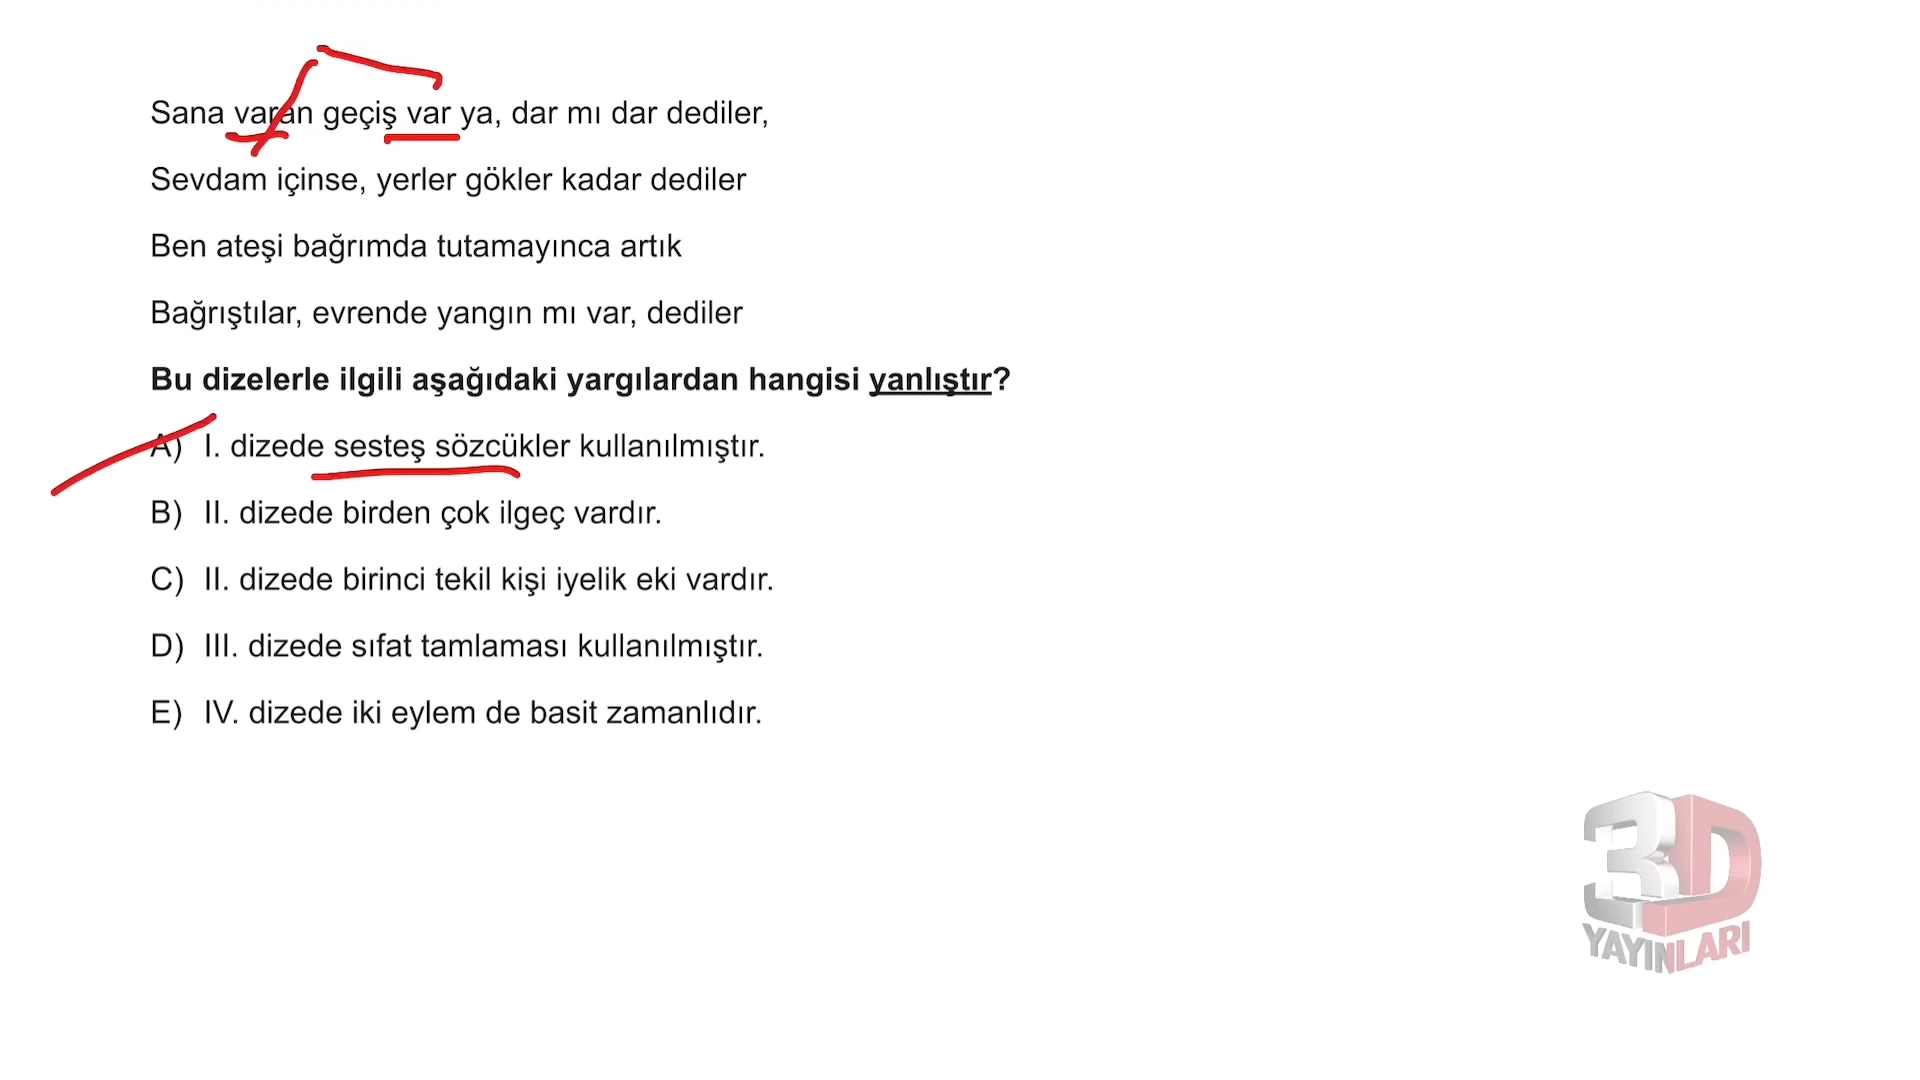 Sana varan geçiş var ya, dar mı dar dediler,
Sevdam içinse, yerler gökler kadar dediler
Ben ateşi bağrımda tutamayınca artık
Bağrıştılar, evrende yangın mı var, dediler
Bu dizelerle ilgili aşağıdaki yargılardan hangisi yanlıştır?
A) I. dizede sesteş sözcükler kullanılmıştır.
B) II. dizede birden çok ilgeç vardır.
C) II. dizede birinci tekil kişi iyelik eki vardır.
D) III. dizede sıfat tamlaması kullanılmıştır.
E) IV. dizede iki eylem de basit zamanlıdır.
3D
YAYINLARI